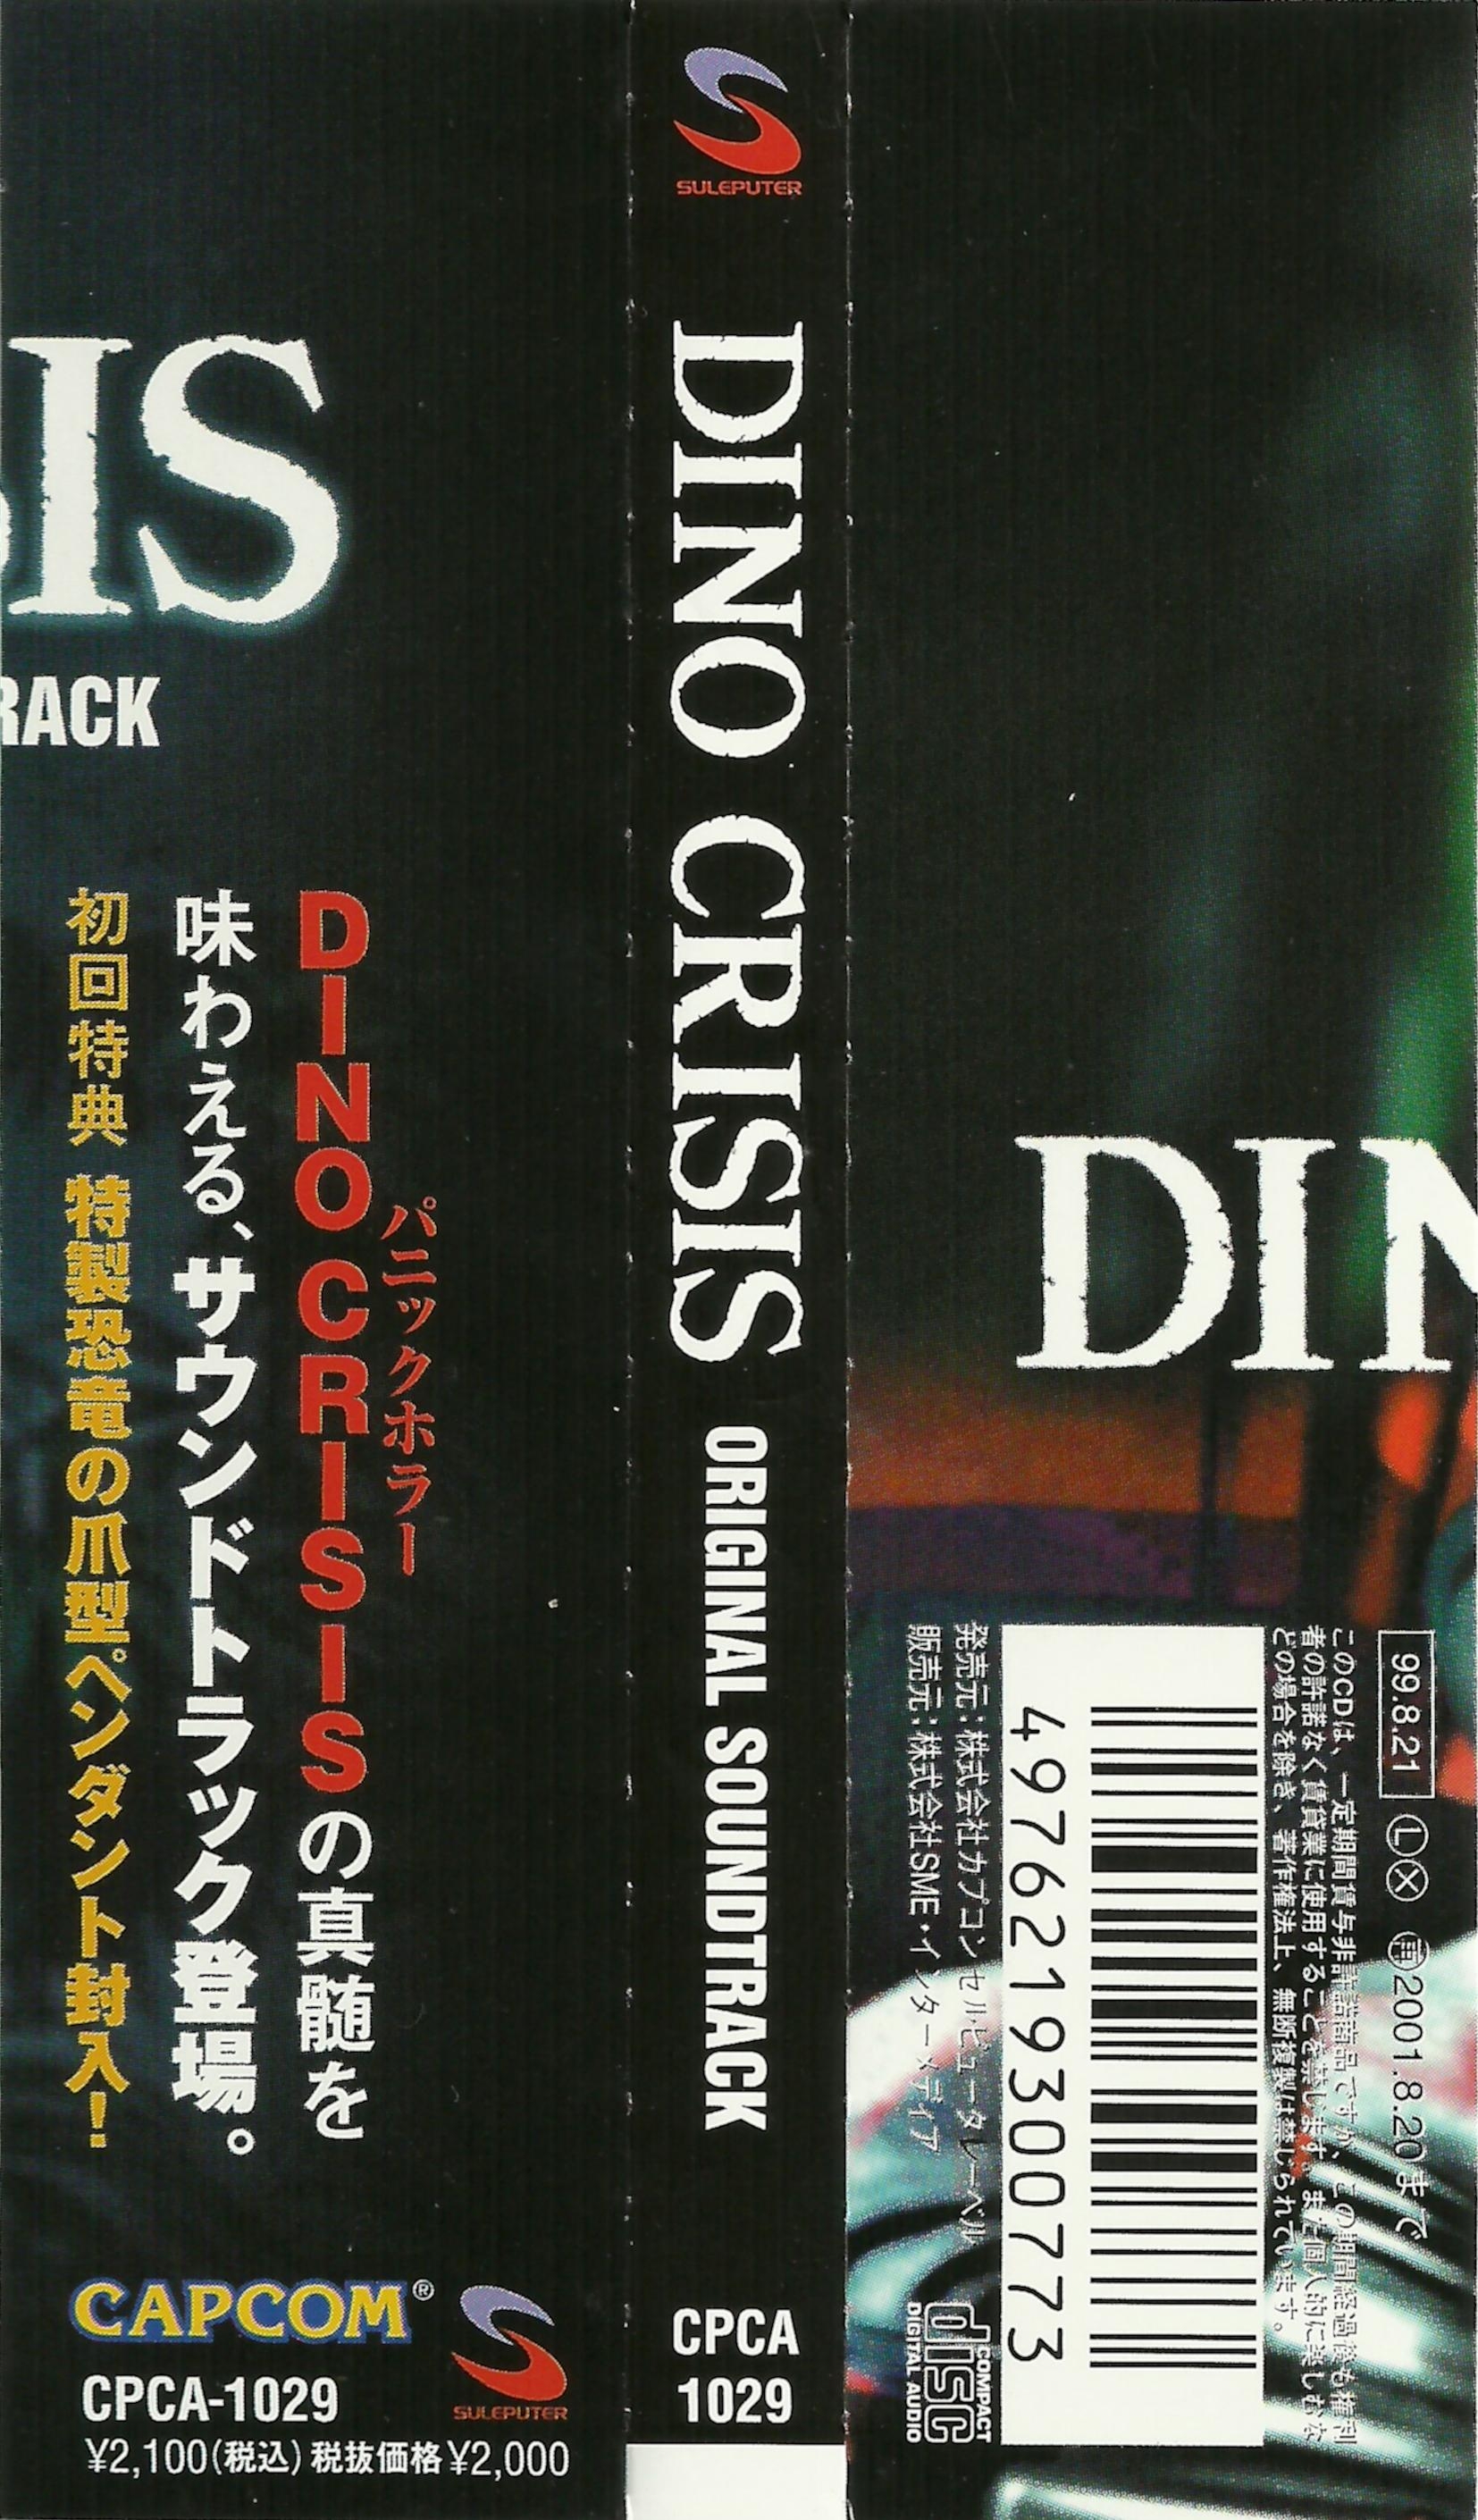 IS
RACK
パニックホラー
DINO CRISISの真髄を
味わえる、サウンドトラック登場。
初回特典 特製恐竜の爪型ペンダント封入!
CAPCOM®
SULEPUTER
CPCA-1029
¥2,100(税込) 税抜価格¥2,000
SULEPUTER
DINO CRISIS ORIGINAL SOUNDTRACK
CPCA
1029
DIN
99.8.21 Ⓛ Ⓧ 2001.8.20まで
このCDは、一定期間貸与非許諾商品ですが、この期間経過後も権利
者の許諾なく賃貸業に使用することを禁じます。また個人的に楽しむな
どの場合を除き、著作権法上、無断複製は禁じられています。
4976219300773
発売元:株式会社カプコン セルピュータレーベル
販売元:株式会社SME・インターメディア
COMPACT
disc
DIGITAL AUDIO